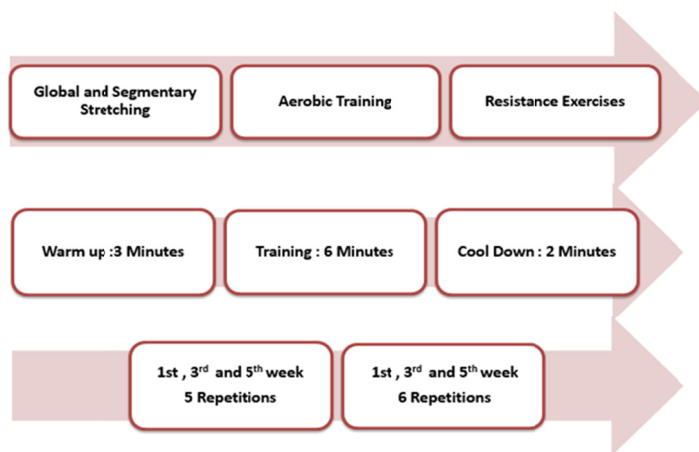 Global and Segmentary
Stretching
Aerobic Training
Resistance Exercises
Warm up :3 Minutes
Training : 6 Minutes
Cool Down : 2 Minutes
1st , 3rd and 5th week
5 Repetitions
1st , 3rd and 5th week
6 Repetitions